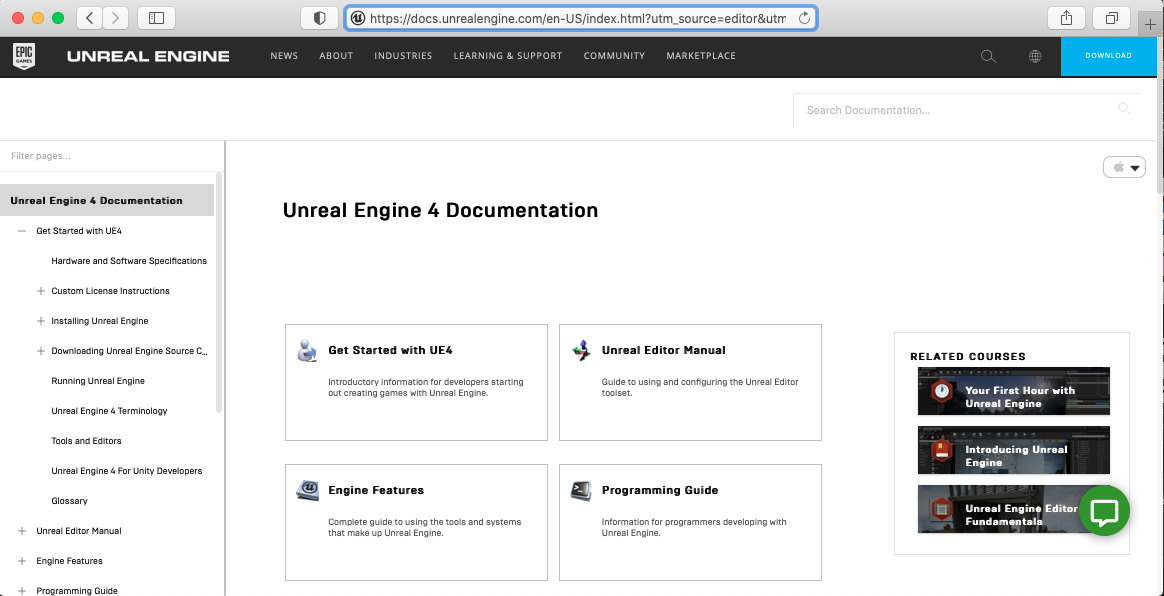 https://docs.unrealengine.com/en-US/index.html?utm_source=editor&utm
EPIC GAMES
UNREAL ENGINE
NEWS ABOUT INDUSTRIES LEARNING & SUPPORT COMMUNITY MARKETPLACE
DOWNLOAD
Search Documentation...
Filter pages...
Unreal Engine 4 Documentation
Get Started with UE4
Hardware and Software Specifications
Custom License Instructions
Installing Unreal Engine
Downloading Unreal Engine Source C...
Running Unreal Engine
Unreal Engine 4 Terminology
Tools and Editors
Unreal Engine 4 For Unity Developers
Glossary
Unreal Editor Manual
Engine Features
Programming Guide
Unreal Engine 4 Documentation
Get Started with UE4
Introductory information for developers starting
out creating games with Unreal Engine.
Unreal Editor Manual
Guide to using and configuring the Unreal Editor
toolset.
Engine Features
Complete guide to using the tools and systems
that make up Unreal Engine.
Programming Guide
Information for programmers developing with
Unreal Engine.
RELATED COURSES
Your First Hour with
Unreal Engine
Introducing Unreal
Engine
Unreal Engine Editor
Fundamentals